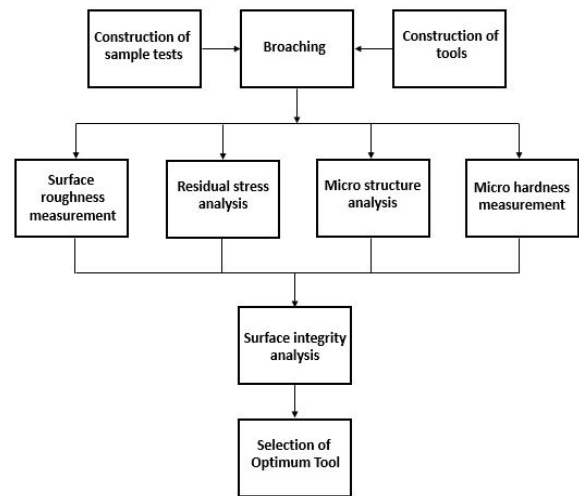 Construction of
sample tests
Broaching
Construction of
tools
Surface
roughness
measurement
Residual stress
analysis
Micro structure
analysis
Micro hardness
measurement
Surface integrity
analysis
Selection of
Optimum Tool